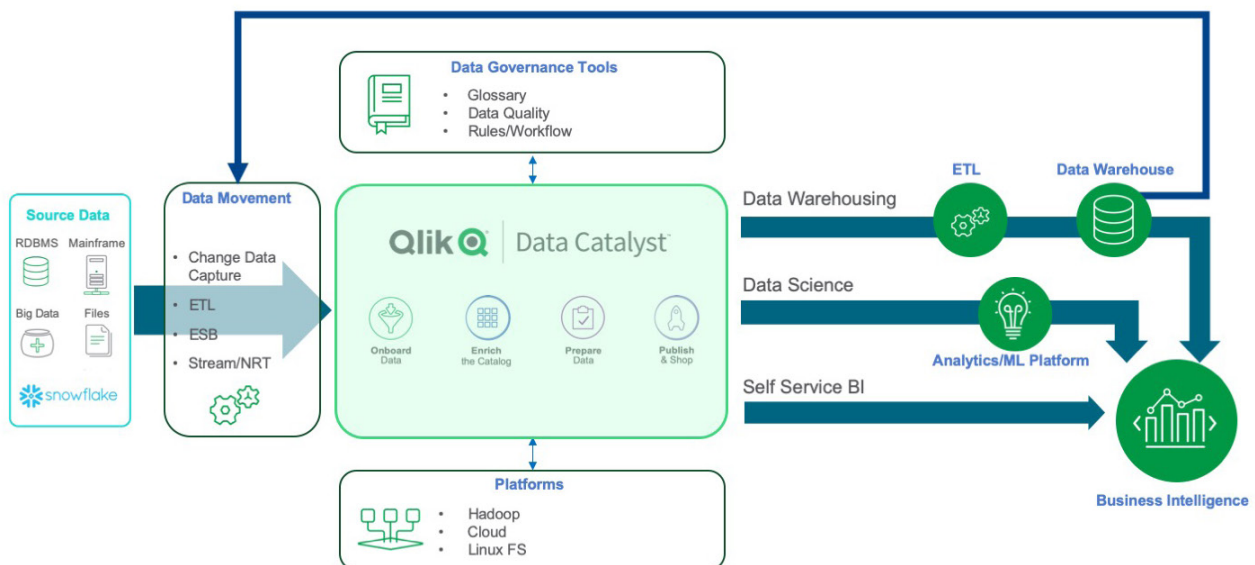 Data Governance Tools
• Glossary
• Data Quality
• Rules/Workflow
Source Data
RDBMS
Mainframe
Big Data
Files
snowflake
Data Movement
• Change Data
Capture
• ETL
• ESB
• Stream/NRT
Qlik Q Data Catalyst™
Onboard
Data
Enrich
the Catalog
Prepare
Data
Publish
& Shop
Platforms
• Hadoop
• Cloud
• Linux FS
Data Warehousing
ETL
Data Warehouse
Data Science
Analytics/ML Platform
Self Service BI
Business Intelligence